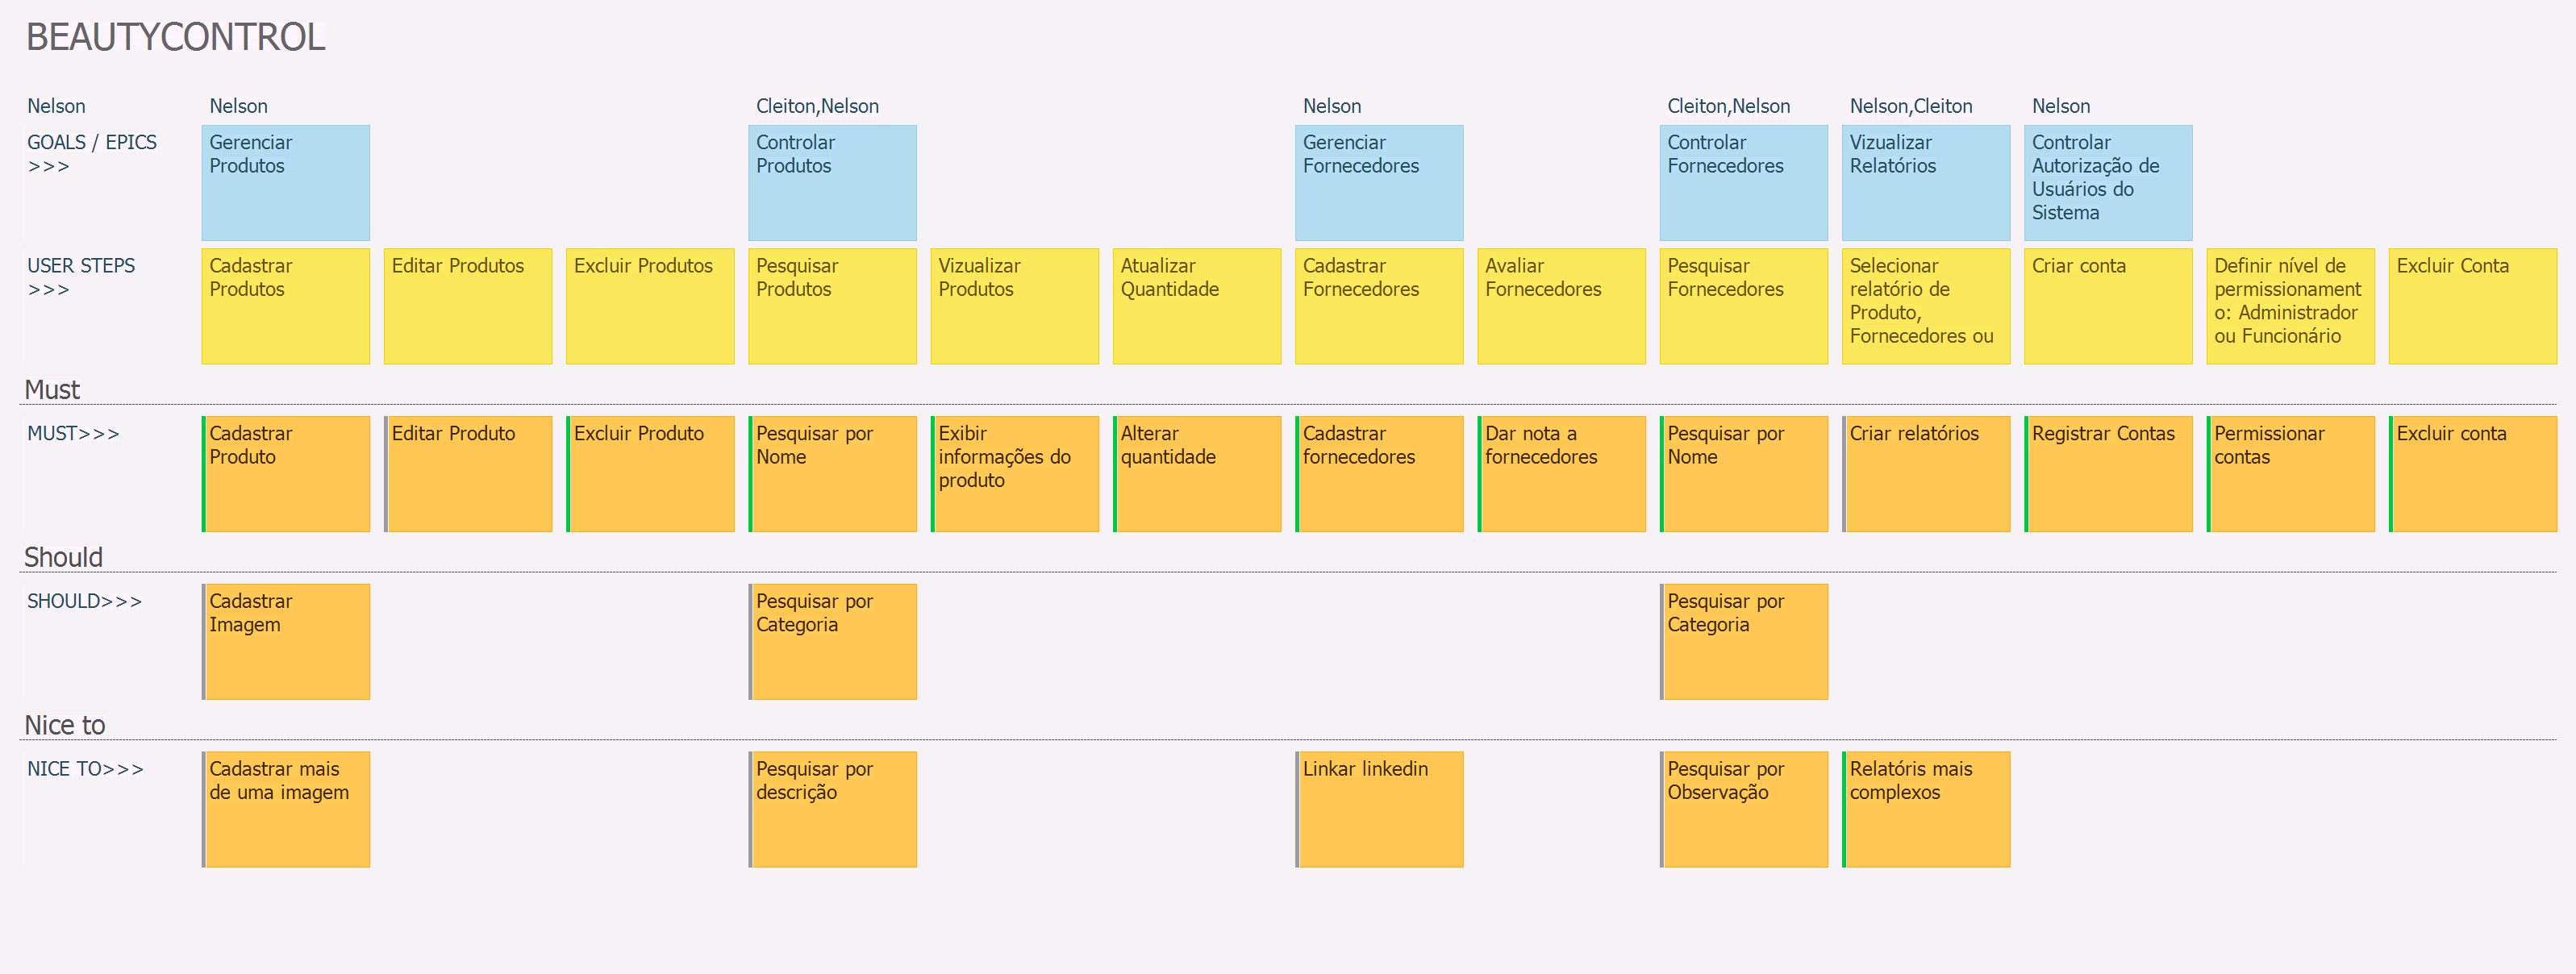 BEAUTYCONTROL
Nelson
Nelson
Cleiton,Nelson
Nelson
Cleiton,Nelson
Nelson,Cleiton
Nelson
GOALS / EPICS
>>>
Gerenciar
Produtos
Controlar
Produtos
Gerenciar
Fornecedores
Controlar
Fornecedores
Vizualizar
Relatórios
Controlar
Autorização de
Usuários do
Sistema
USER STEPS
>>>
Cadastrar
Produtos
Editar Produtos
Excluir Produtos
Pesquisar
Produtos
Vizualizar
Produtos
Atualizar
Quantidade
Cadastrar
Fornecedores
Avaliar
Fornecedores
Pesquisar
Fornecedores
Selecionar
relatório de
Produto,
Fornecedores ou
Criar conta
Definir nível de
permissionament
o: Administrador
ou Funcionário
Excluir Conta
Must
MUST>>>
Cadastrar
Produto
Editar Produto
Excluir Produto
Pesquisar por
Nome
Exibir
informações do
produto
Alterar
quantidade
Cadastrar
fornecedores
Dar nota a
fornecedores
Pesquisar por
Nome
Criar relatórios
Registrar Contas
Permissionar
contas
Excluir conta
Should
SHOULD>>>
Cadastrar
Imagem
Pesquisar por
Categoria
Pesquisar por
Categoria
Nice to
NICE TO>>>
Cadastrar mais
de uma imagem
Pesquisar por
descrição
Linkar linkedin
Pesquisar por
Observação
Relatóris mais
complexos